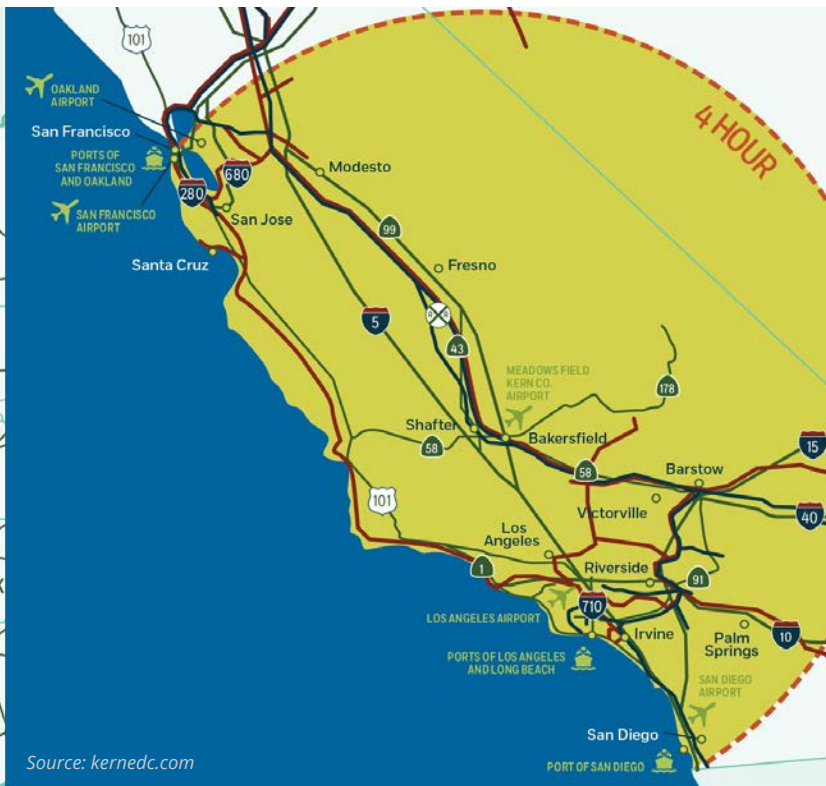 101
OAKLAND
AIRPORT
San Francisco
PORTS OF
SAN FRANCISCO
AND OAKLAND
680
280
SAN FRANCISCO
AIRPORT
San Jose
Santa Cruz
Modesto
4 HOUR
99
Fresno
5
43
MEADOWS FIELD
KERN CO.
AIRPORT
178
Shafter
Bakersfield
58
58
15
Barstow
101
Victorville
40
Los
Angeles
1
Riverside
91
710
LOS ANGELES AIRPORT
Irvine
Palm
Springs
10
PORTS OF LOS ANGELES
AND LONG BEACH
SAN DIEGO
AIRPORT
San Diego
PORT OF SAN DIEGO
Source: kernedc.com